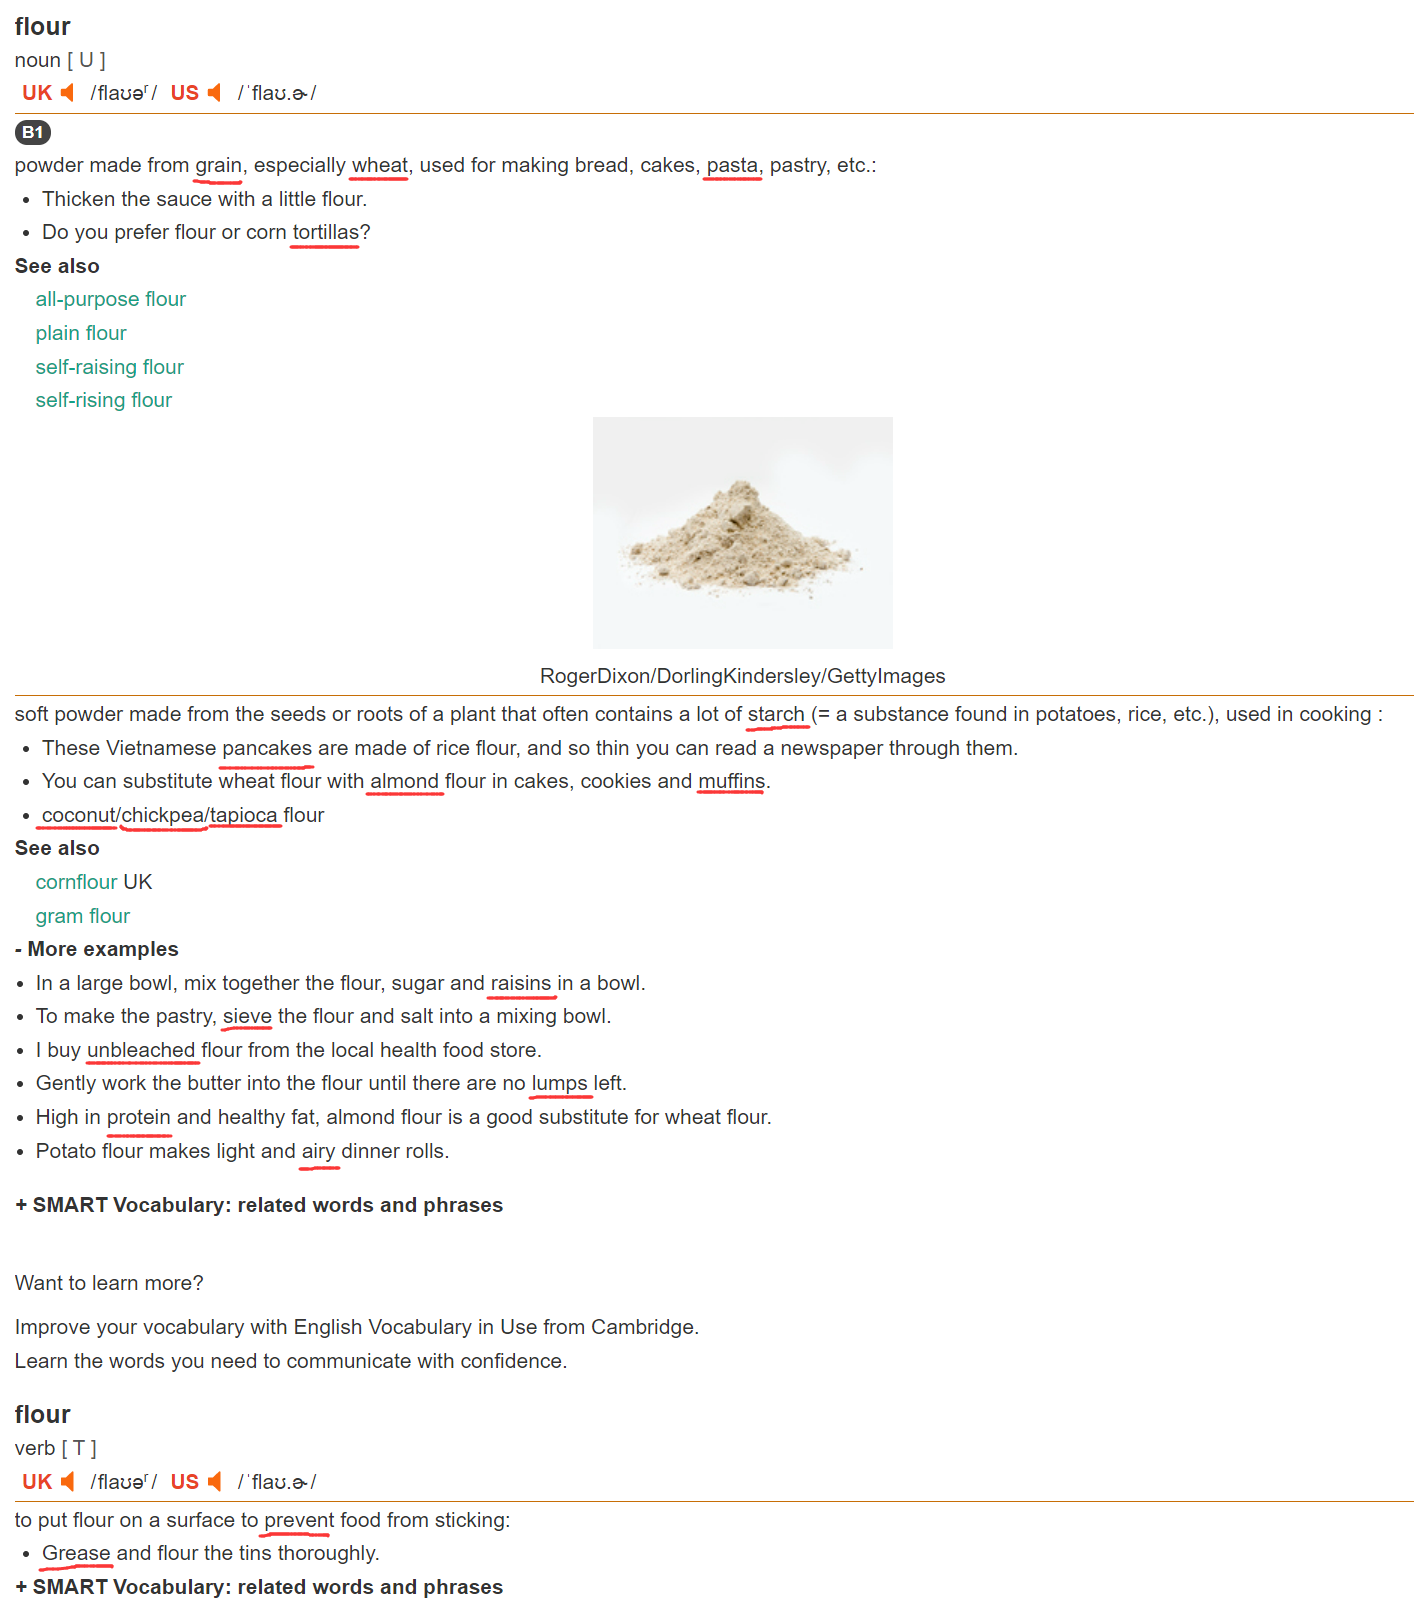 flour
noun [ U ]
UK /flaʊəʳ/ US /ˈflaʊ.ɚ/
B1
powder made from grain, especially wheat, used for making bread, cakes, pasta, pastry, etc.:
• Thicken the sauce with a little flour.
• Do you prefer flour or corn tortillas?
See also
all-purpose flour
plain flour
self-raising flour
self-rising flour
RogerDixon/DorlingKindersley/GettyImages
soft powder made from the seeds or roots of a plant that often contains a lot of starch (= a substance found in potatoes, rice, etc.), used in cooking :
• These Vietnamese pancakes are made of rice flour, and so thin you can read a newspaper through them.
• You can substitute wheat flour with almond flour in cakes, cookies and muffins.
• coconut/chickpea/tapioca flour
See also
cornflour UK
gram flour
- More examples
• In a large bowl, mix together the flour, sugar and raisins in a bowl.
• To make the pastry, sieve the flour and salt into a mixing bowl.
• I buy unbleached flour from the local health food store.
• Gently work the butter into the flour until there are no lumps left.
• High in protein and healthy fat, almond flour is a good substitute for wheat flour.
• Potato flour makes light and airy dinner rolls.
+ SMART Vocabulary: related words and phrases
Want to learn more?
Improve your vocabulary with English Vocabulary in Use from Cambridge.
Learn the words you need to communicate with confidence.
flour
verb [ T ]
UK /flaʊəʳ/ US /ˈflaʊ.ɚ/
to put flour on a surface to prevent food from sticking:
• Grease and flour the tins thoroughly.
+ SMART Vocabulary: related words and phrases